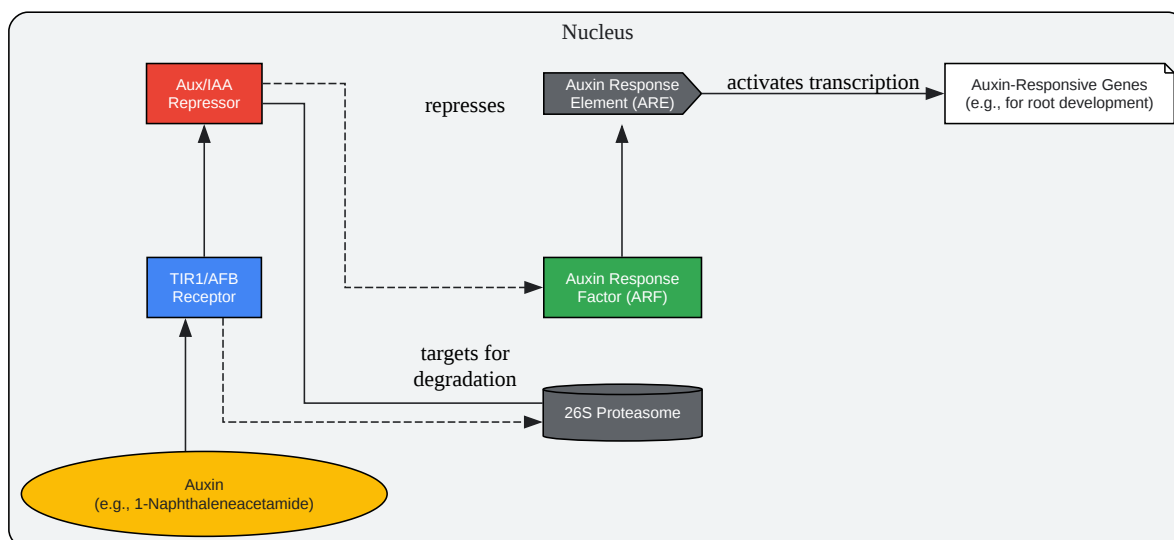 Nucleus
Aux/IAA
Repressor
represses
Auxin Response
Element (ARE)
activates transcription
Auxin-Responsive Genes
(e.g., for root development)
TIR1/AFB
Receptor
Auxin Response
Factor (ARF)
targets for
degradation
26S Proteasome
Auxin
(e.g., 1-Naphthaleneacetamide)